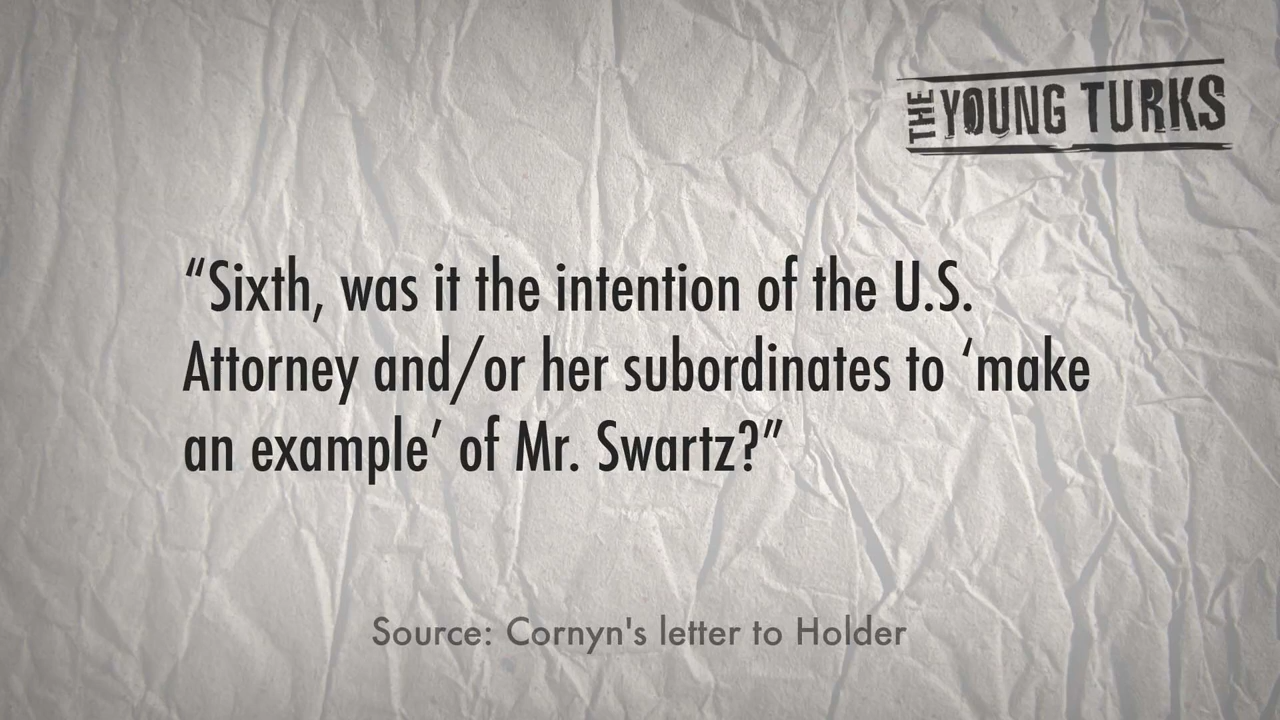 THE YOUNG TURKS
“Sixth, was it the intention of the U.S.
Attorney and/or her subordinates to ‘make
an example’ of Mr. Swartz?”
Source: Cornyn's letter to Holder